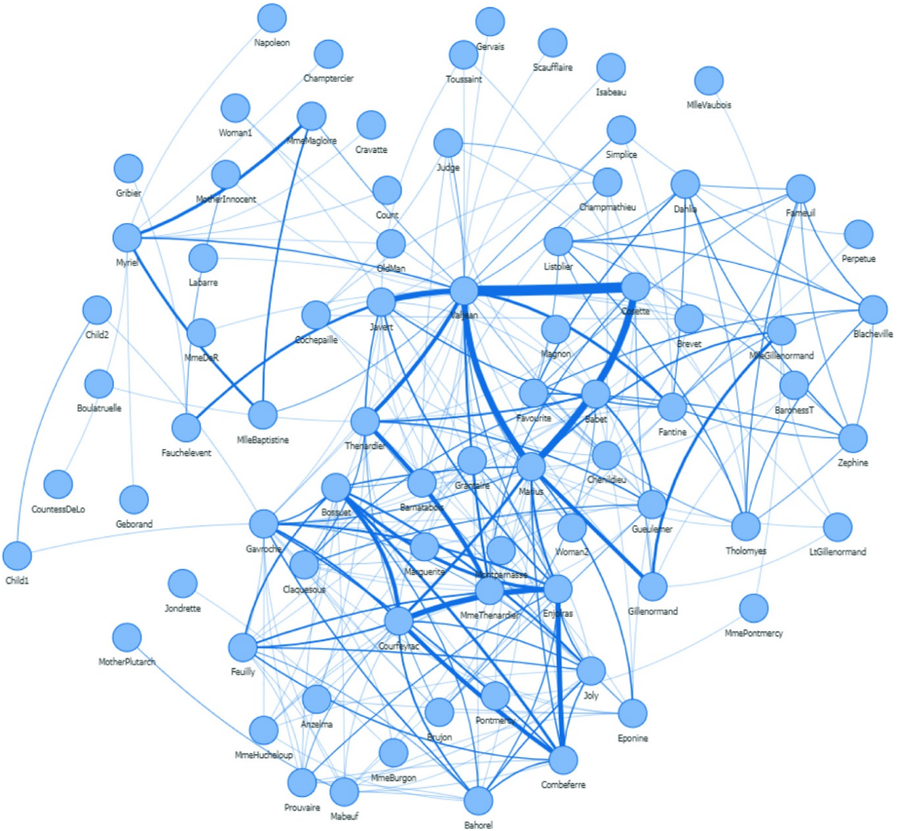 Napoleon
Gervais
Champtercier
Scaufflaire
Toussaint
Isabeau
MlleVaubois
Woman1
MmeMagloire
Cravatte
Judge
Simplice
Gribier
MotherInnocent
Count
Champmathieu
Dahlia
Fameuil
Myriel
Labarre
OldMan
Listolier
Perpetue
Child2
MmeDeR
Cochepaille
Javert
Valjean
Cosette
Magnon
Brevet
MlleGillenormand
Blacheville
Boulatruelle
Fauchelevent
MlleBaptistine
Thenardier
Favourite
Babet
Fantine
BaronessT
Zephine
CountessDeLo
Geborand
Bossuet
Bamatabois
Grantaire
Marius
Chenildieu
Gueulemer
Tholomyes
LtGillenormand
Child1
Gavroche
Claquesous
Marguerite
Montparnasse
Woman2
Jondrette
MmeThenardier
Enjolras
Gillenormand
MmePontmercy
MotherPlutarch
Feuilly
Courfeyrac
Joly
Anzelma
Brujon
Pontmercy
Eponine
MmeHucheloup
MmeBurgon
Combeferre
Prouvaire
Mabeuf
Bahorel